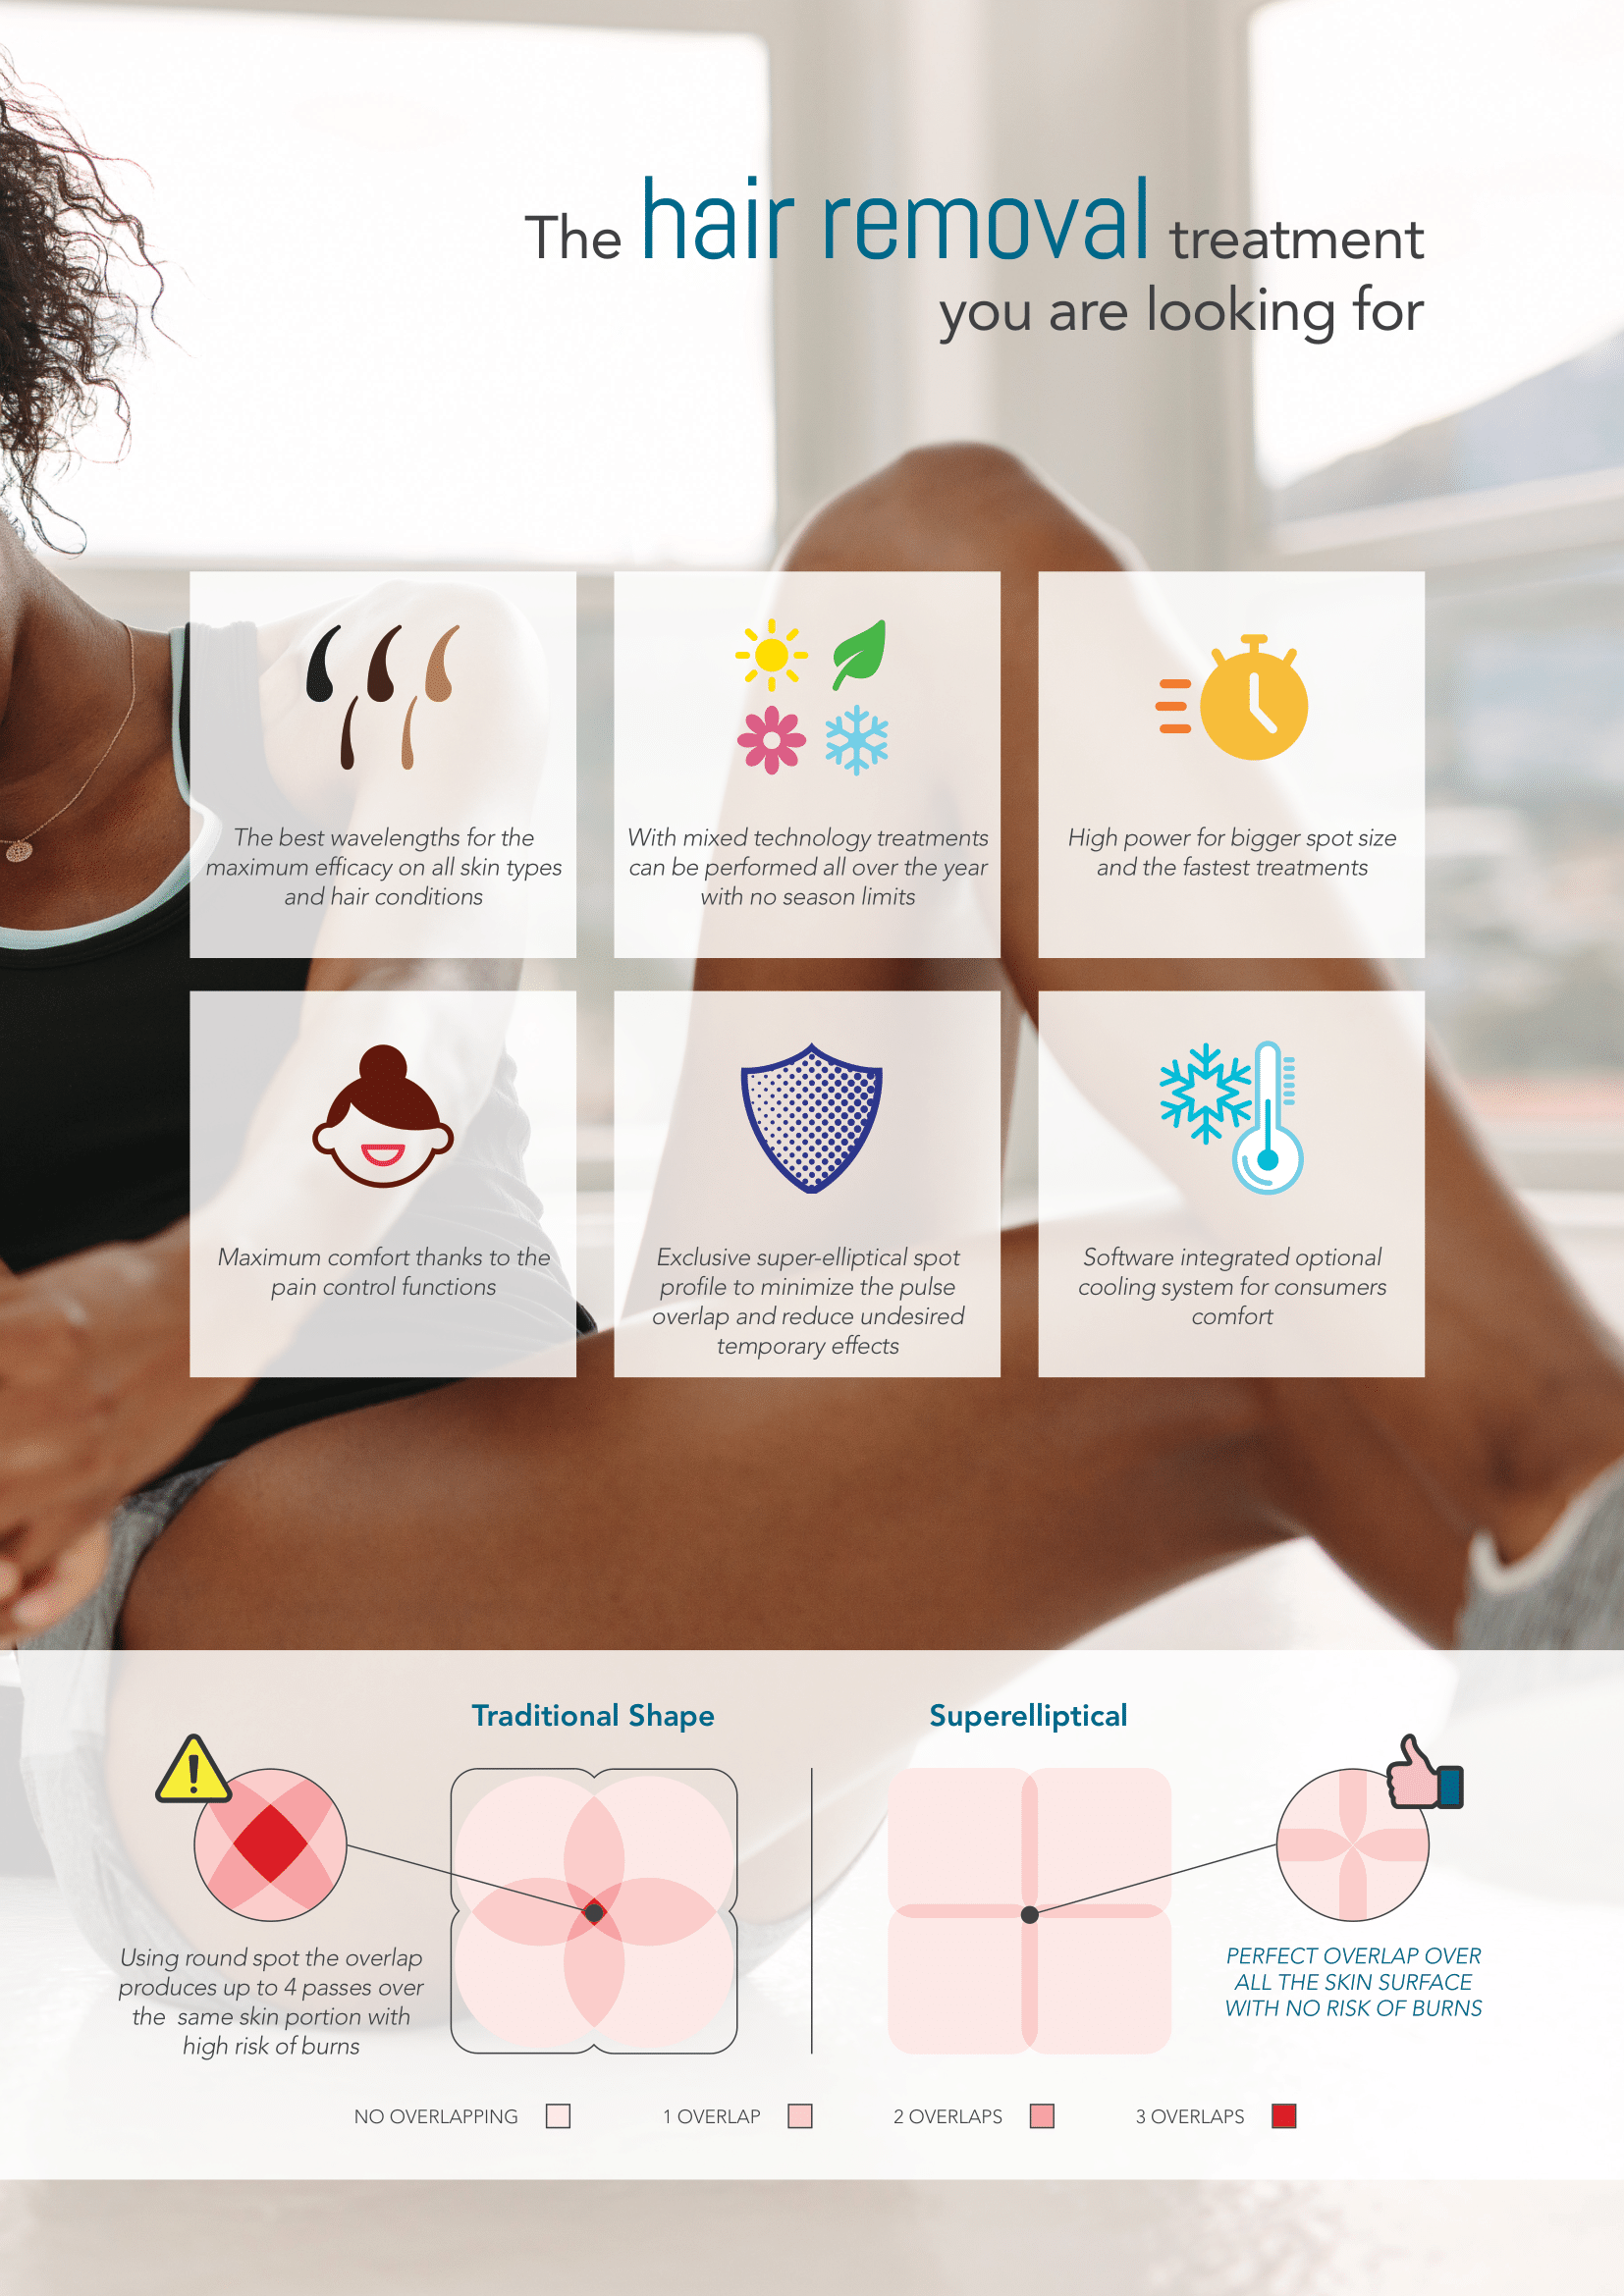 The hair removal treatment
you are looking for
The best wavelengths for the
maximum efficacy on all skin types
and hair conditions
With mixed technology treatments
can be performed all over the year
with no season limits
High power for bigger spot size
and the fastest treatments
Maximum comfort thanks to the
pain control functions
Exclusive super-elliptical spot
profile to minimize the pulse
overlap and reduce undesired
temporary effects
Software integrated optional
cooling system for consumers
comfort
Traditional Shape
Superelliptical
Using round spot the overlap
produces up to 4 passes over
the same skin portion with
high risk of burns
PERFECT OVERLAP OVER
ALL THE SKIN SURFACE
WITH NO RISK OF BURNS
NO OVERLAPPING
1 OVERLAP
2 OVERLAPS
3 OVERLAPS